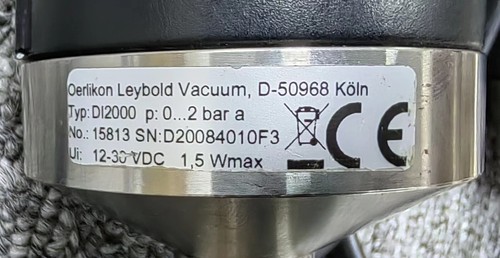 Oerlikon Leybold Vacuum, D-50968 Köln
Typ: DI2000 p: 0...2 bar a
No.: 15813 SN:D20084010F3
Ui: 12-30 VDC 1,5 Wmax
CE